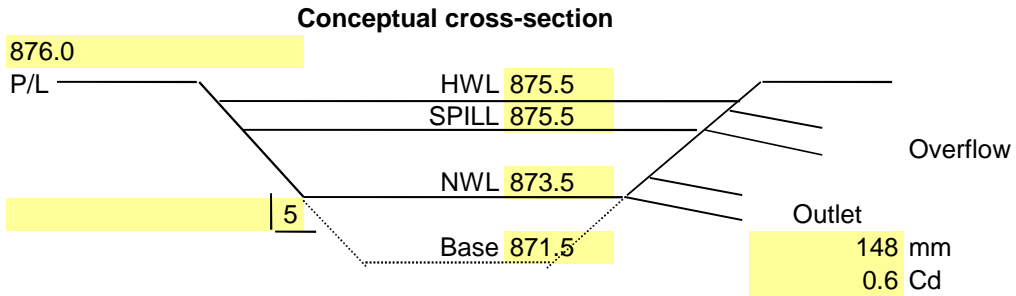 Conceptual cross-section
876.0
P/L
HWL 875.5
SPILL 875.5
Overflow
NWL 873.5
5
Outlet
Base 871.5
148 mm
0.6 Cd